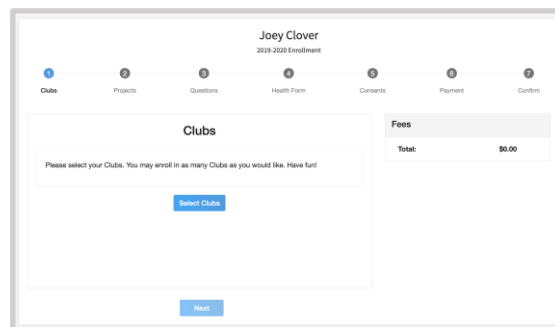 Joey Clover
2019-2020 Enrollment
1 2 3 4 5 6 7
Clubs Projects Questions Health Form Consents Payment Confirm
Clubs
Please select your Clubs. You may enroll in as many Clubs as you would like. Have fun!
Select Clubs
Next
Fees
Total: $0.00